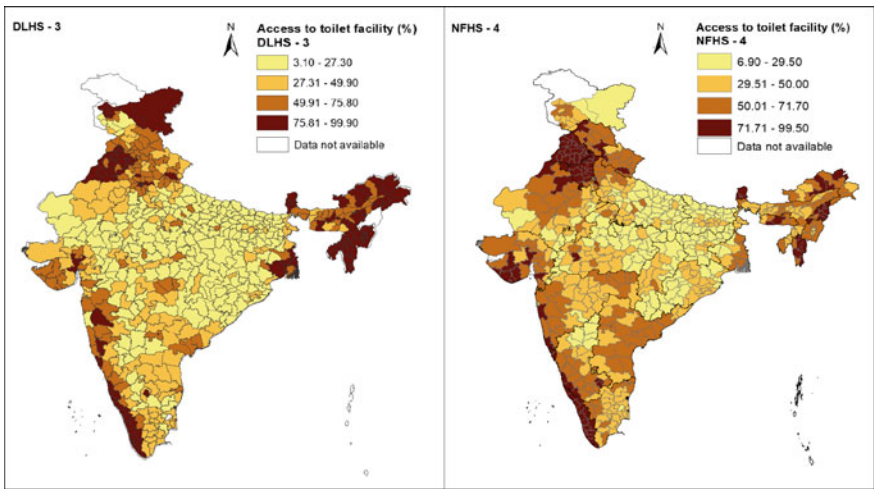 DLHS - 3
N
Access to toilet facility (%)
DLHS - 3
3.10 - 27.30
27.31 - 49.90
49.91 - 75.80
75.81 - 99.90
Data not available
NFHS - 4
N
Access to toilet facility (%)
NFHS - 4
6.90 - 29.50
29.51 - 50.00
50.01 - 71.70
71.71 - 99.50
Data not available